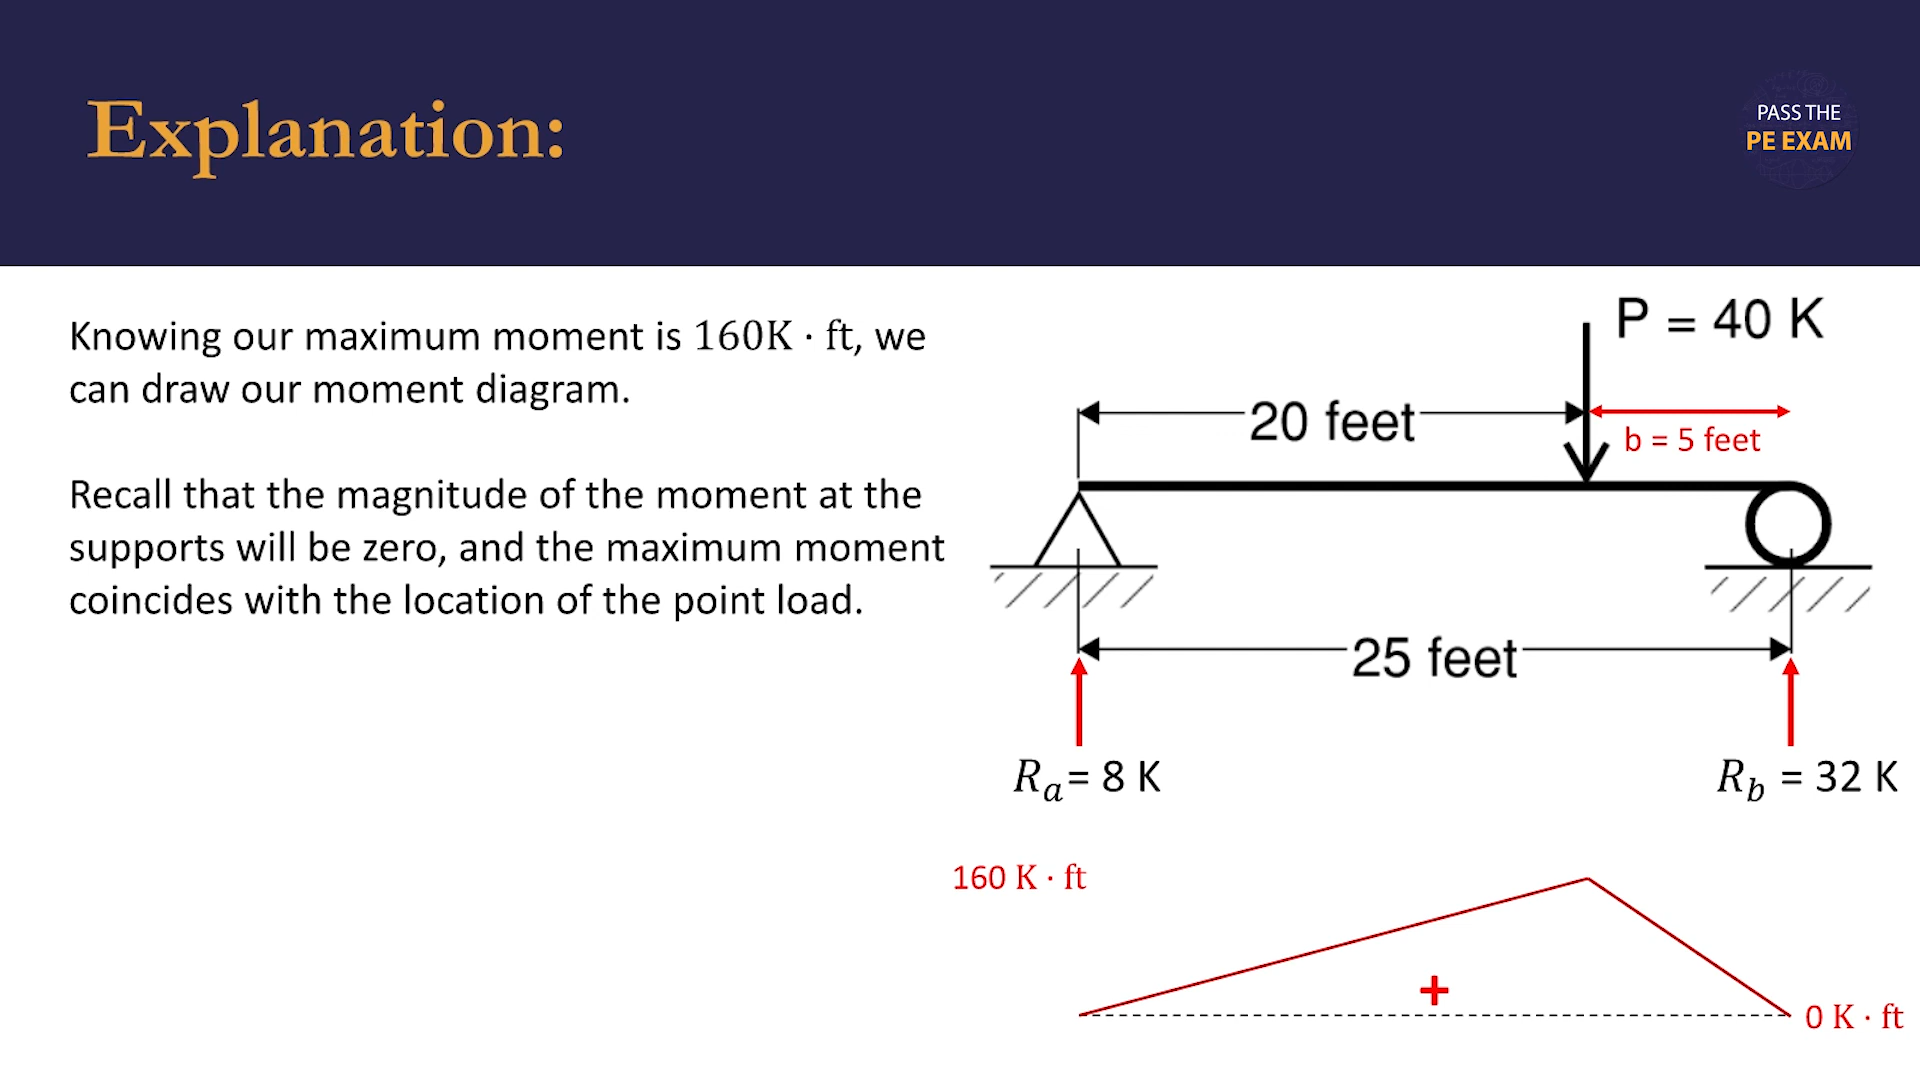 Explanation:
PASS THE
PE EXAM
Knowing our maximum moment is 160K · ft, we
can draw our moment diagram.
Recall that the magnitude of the moment at the
supports will be zero, and the maximum moment
coincides with the location of the point load.
P = 40 K
20 feet
b = 5 feet
25 feet
Rₐ= 8 K
R_b = 32 K
160 K · ft
+
0 K · ft